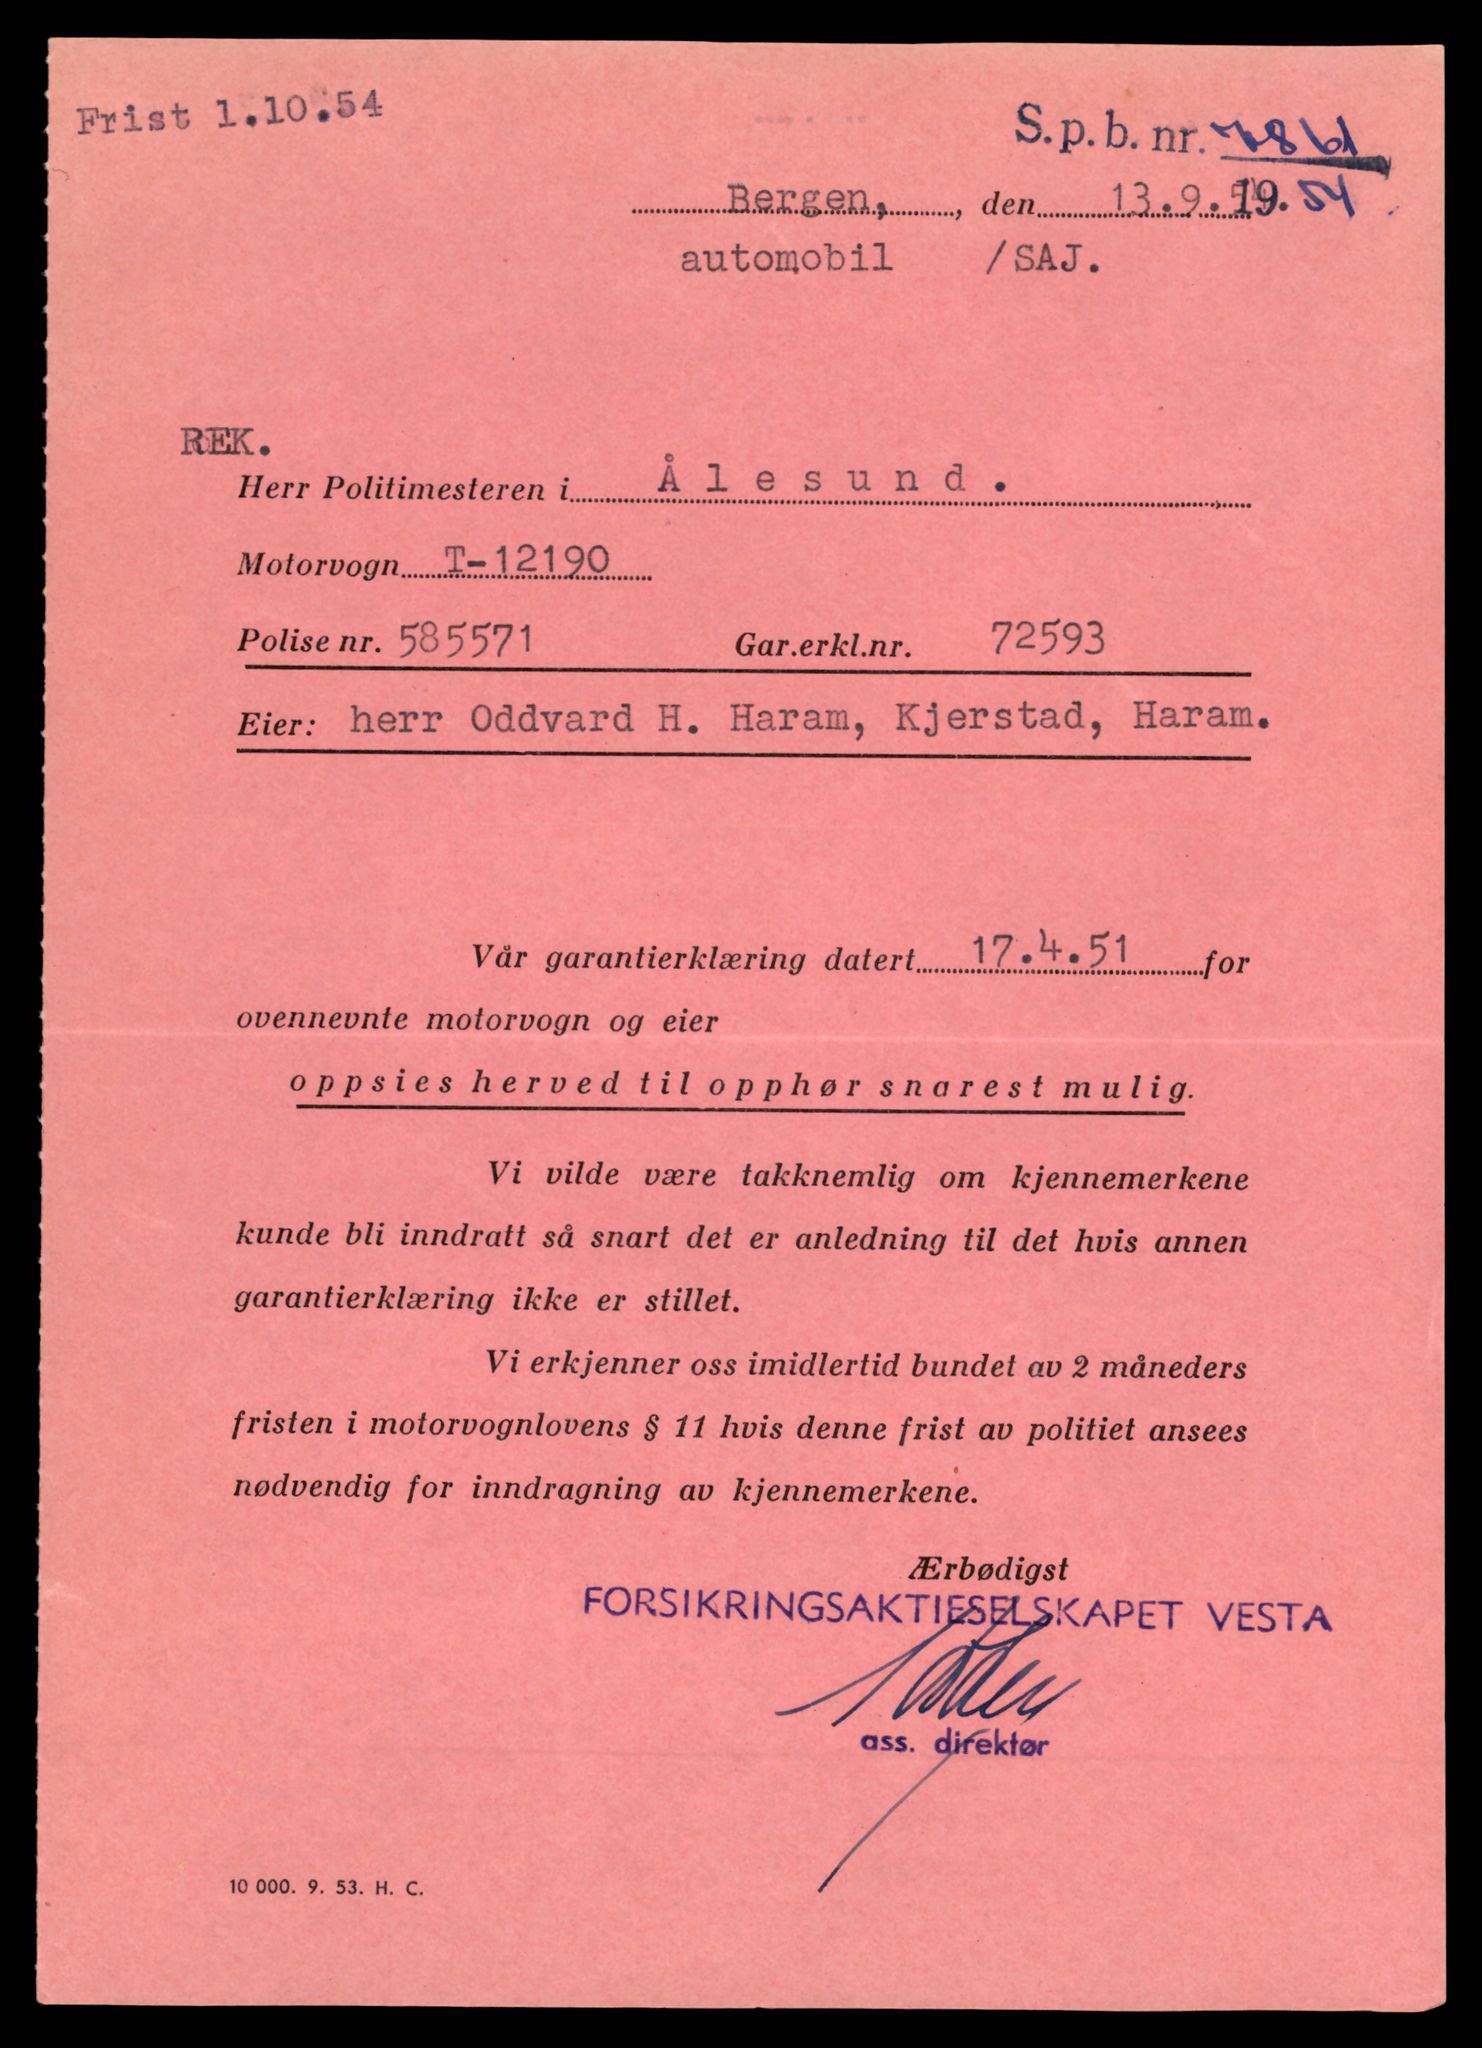 Frist 1.10.54
S.p.b. nr. 7861
Bergen, , den 13.9. 19 54
automobil /SAJ.
REK.
Herr Politimesteren i Ålesund.
Motorvogn T-12190
Polise nr. 585571 Gar.erkl.nr. 72593
Eier: herr Oddvard H. Haram, Kjerstad, Haram.
Vår garantierklæring datert 17.4.51 for
ovennevnte motorvogn og eier
oppsies herved til opphør snarest mulig.
Vi vilde være takknemlig om kjennemerkene
kunde bli inndratt så snart det er anledning til det hvis annen
garantierklæring ikke er stillet.
Vi erkjenner oss imidlertid bundet av 2 måneders
fristen i motorvognlovens § 11 hvis denne frist av politiet ansees
nødvendig for inndragning av kjennemerkene.
Ærbødigst
FORSIKRINGSAKTIESELSKAPET VESTA
ass. direktør
10 000. 9. 53. H. C.